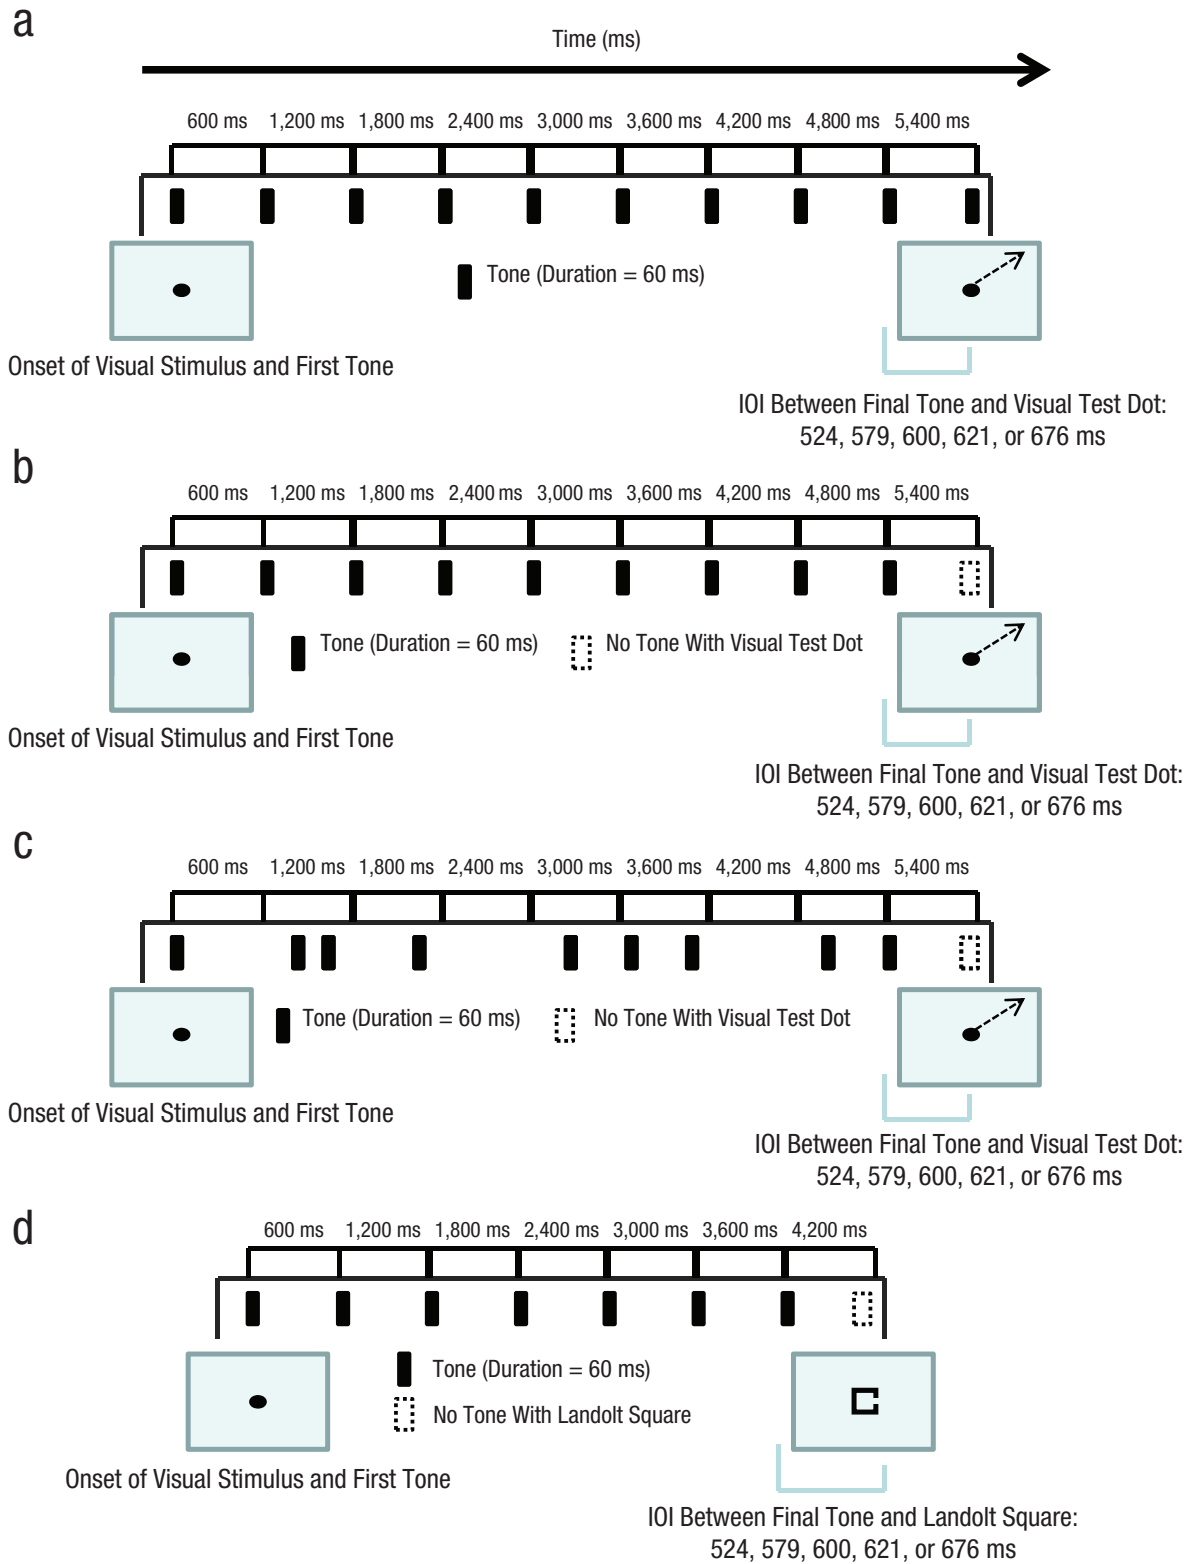 a
Time (ms)
600 ms 1,200 ms 1,800 ms 2,400 ms 3,000 ms 3,600 ms 4,200 ms 4,800 ms 5,400 ms
Tone (Duration = 60 ms)
Onset of Visual Stimulus and First Tone
IOI Between Final Tone and Visual Test Dot:
524, 579, 600, 621, or 676 ms
b
600 ms 1,200 ms 1,800 ms 2,400 ms 3,000 ms 3,600 ms 4,200 ms 4,800 ms 5,400 ms
Tone (Duration = 60 ms) No Tone With Visual Test Dot
Onset of Visual Stimulus and First Tone
IOI Between Final Tone and Visual Test Dot:
524, 579, 600, 621, or 676 ms
c
600 ms 1,200 ms 1,800 ms 2,400 ms 3,000 ms 3,600 ms 4,200 ms 4,800 ms 5,400 ms
Tone (Duration = 60 ms) No Tone With Visual Test Dot
Onset of Visual Stimulus and First Tone
IOI Between Final Tone and Visual Test Dot:
524, 579, 600, 621, or 676 ms
d
600 ms 1,200 ms 1,800 ms 2,400 ms 3,000 ms 3,600 ms 4,200 ms
Tone (Duration = 60 ms)
No Tone With Landolt Square
Onset of Visual Stimulus and First Tone
IOI Between Final Tone and Landolt Square:
524, 579, 600, 621, or 676 ms